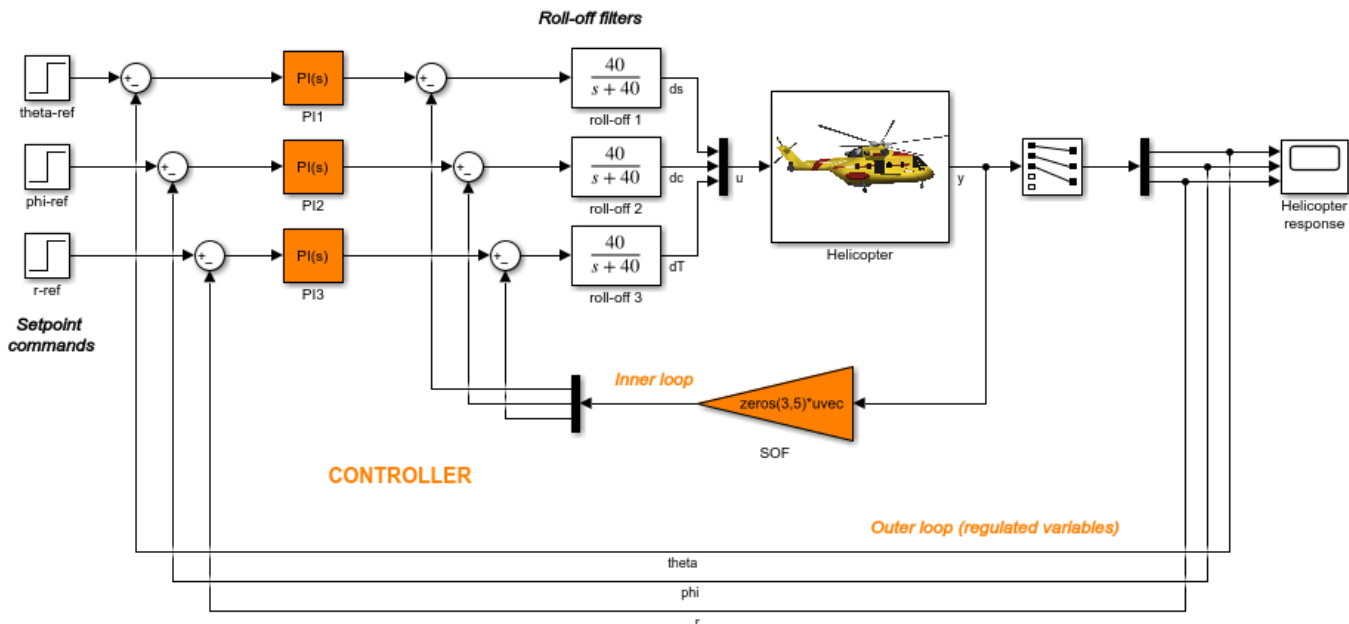 Roll-off filters
theta-ref
+
−
PI(s)
PI1
+
−
40
s + 40
roll-off 1
ds
phi-ref
+
−
PI(s)
PI2
+
−
40
s + 40
roll-off 2
dc
u
y
r-ref
+
−
PI(s)
PI3
+
−
40
s + 40
roll-off 3
dT
Helicopter
Helicopter
response
Setpoint
commands
Inner loop
zeros(3,5)*uvec
SOF
CONTROLLER
Outer loop (regulated variables)
theta
phi
r